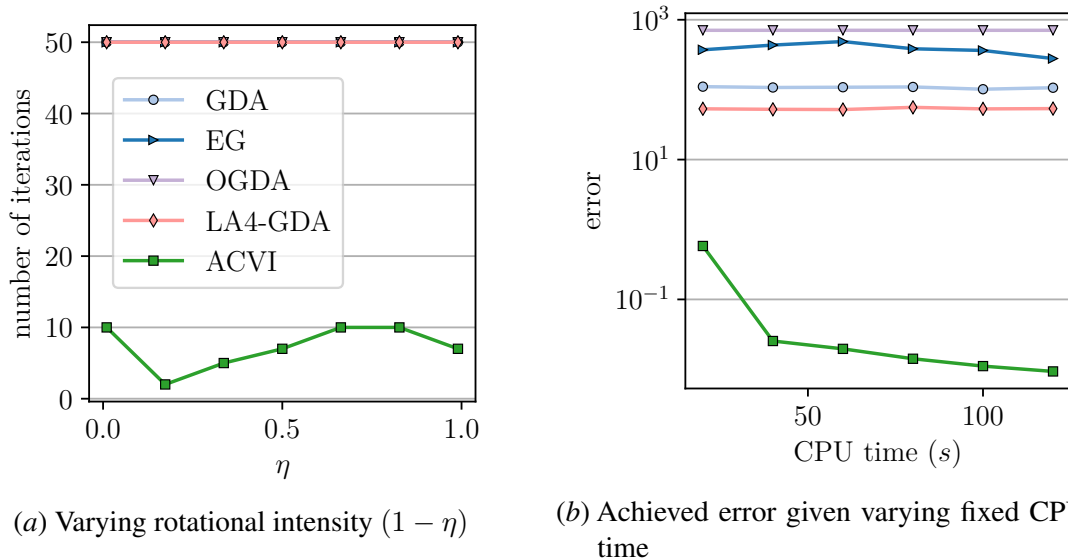 50
40
30
20
10
0
number of iterations
GDA
EG
OGDA
LA4-GDA
ACVI
0.0 0.5 1.0
η
(a) Varying rotational intensity (1 − η)
10³
10¹
10⁻¹
error
50 100
CPU time (s)
(b) Achieved error given varying fixed CPU
time